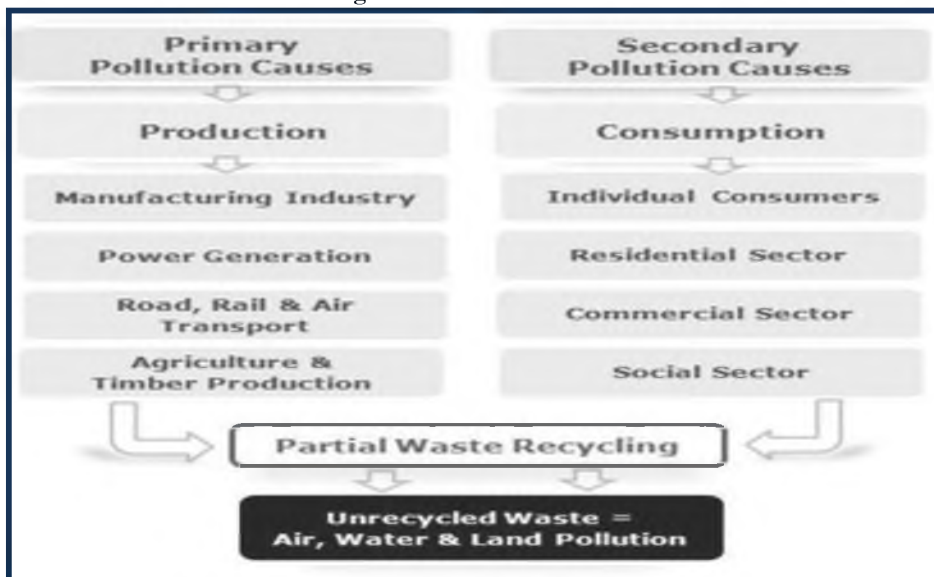 Primary
Pollution Causes
Production
Manufacturing Industry
Power Generation
Road, Rail & Air
Transport
Agriculture &
Timber Production
Secondary
Pollution Causes
Consumption
Individual Consumers
Residential Sector
Commercial Sector
Social Sector
Partial Waste Recycling
Unrecycled Waste =
Air, Water & Land Pollution